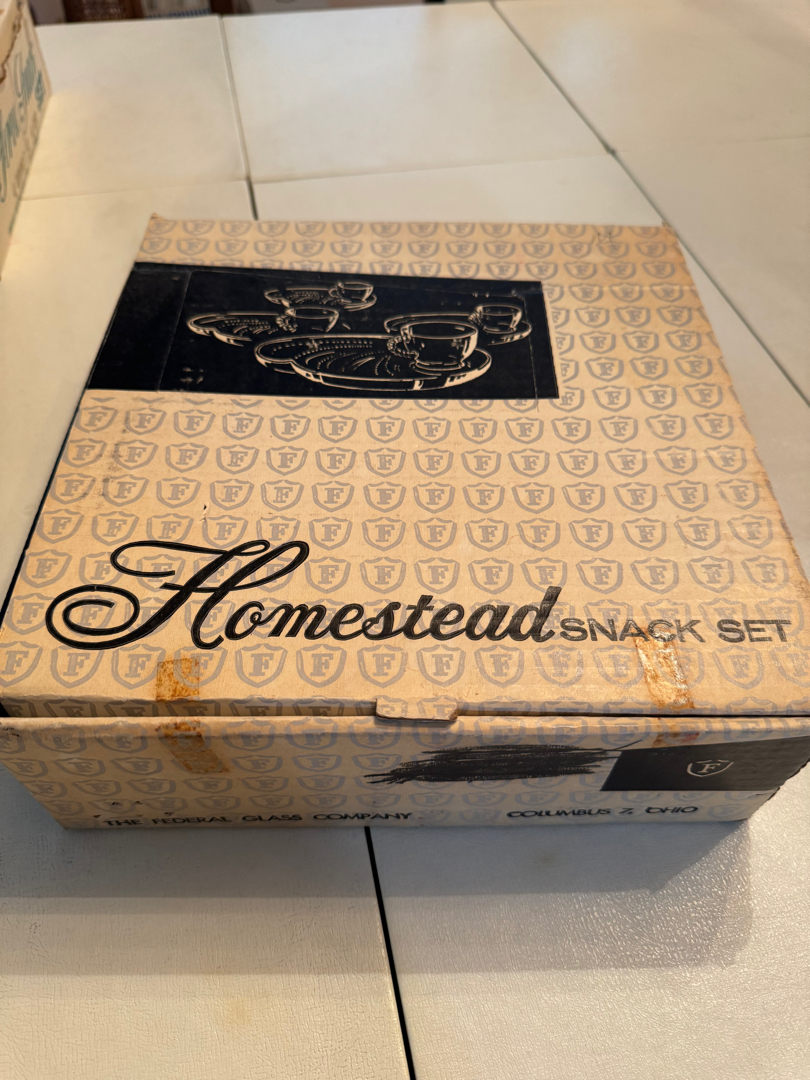 Homestead SNACK SET
F
THE FEDERAL GLASS COMPANY COLUMBUS 7, OHIO